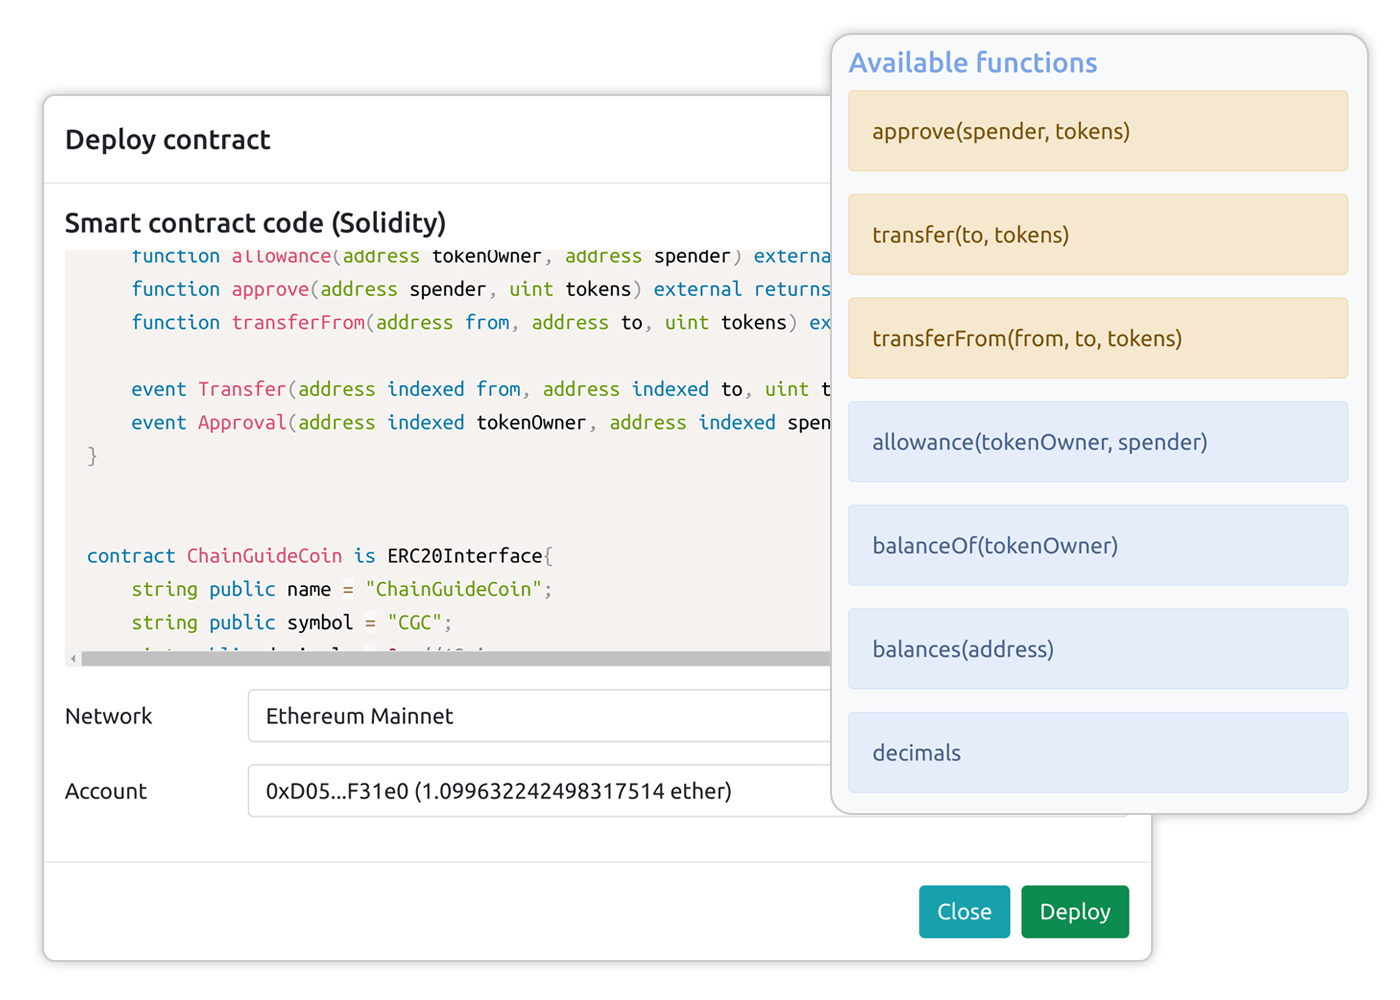 Deploy contract
Smart contract code (Solidity)
function allowance(address tokenOwner, address spender) externa
function approve(address spender, uint tokens) external returns
function transferFrom(address from, address to, uint tokens) ex
event Transfer(address indexed from, address indexed to, uint t
event Approval(address indexed tokenOwner, address indexed spen
}
contract ChainGuideCoin is ERC20Interface{
string public name = "ChainGuideCoin";
string public symbol = "CGC";
Network
Ethereum Mainnet
Account
0xD05...F31e0 (1.099632242498317514 ether)
Close
Deploy
Available functions
approve(spender, tokens)
transfer(to, tokens)
transferFrom(from, to, tokens)
allowance(tokenOwner, spender)
balanceOf(tokenOwner)
balances(address)
decimals